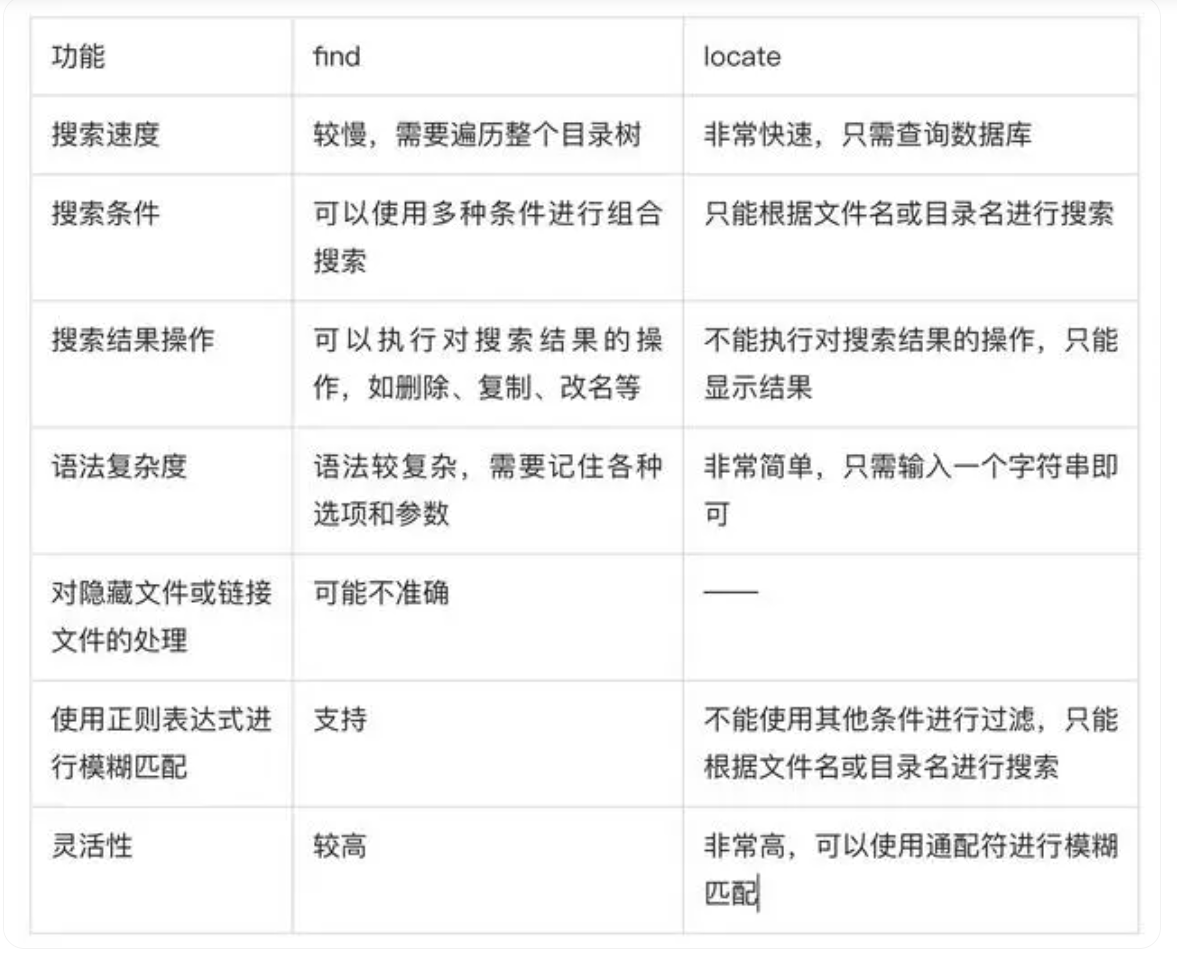 功能
find
locate
搜索速度
较慢，需要遍历整个目录树
非常快速，只需查询数据库
搜索条件
可以使用多种条件进行组合
搜索
只能根据文件名或目录名进行搜索
搜索结果操作
可以执行对搜索结果的操
作，如删除、复制、改名等
不能执行对搜索结果的操作，只能
显示结果
语法复杂度
语法较复杂，需要记住各种
选项和参数
非常简单，只需输入一个字符串即
可
对隐藏文件或链接
文件的处理
可能不准确
——
使用正则表达式进
行模糊匹配
支持
不能使用其他条件进行过滤，只能
根据文件名或目录名进行搜索
灵活性
较高
非常高，可以使用通配符进行模糊
匹配